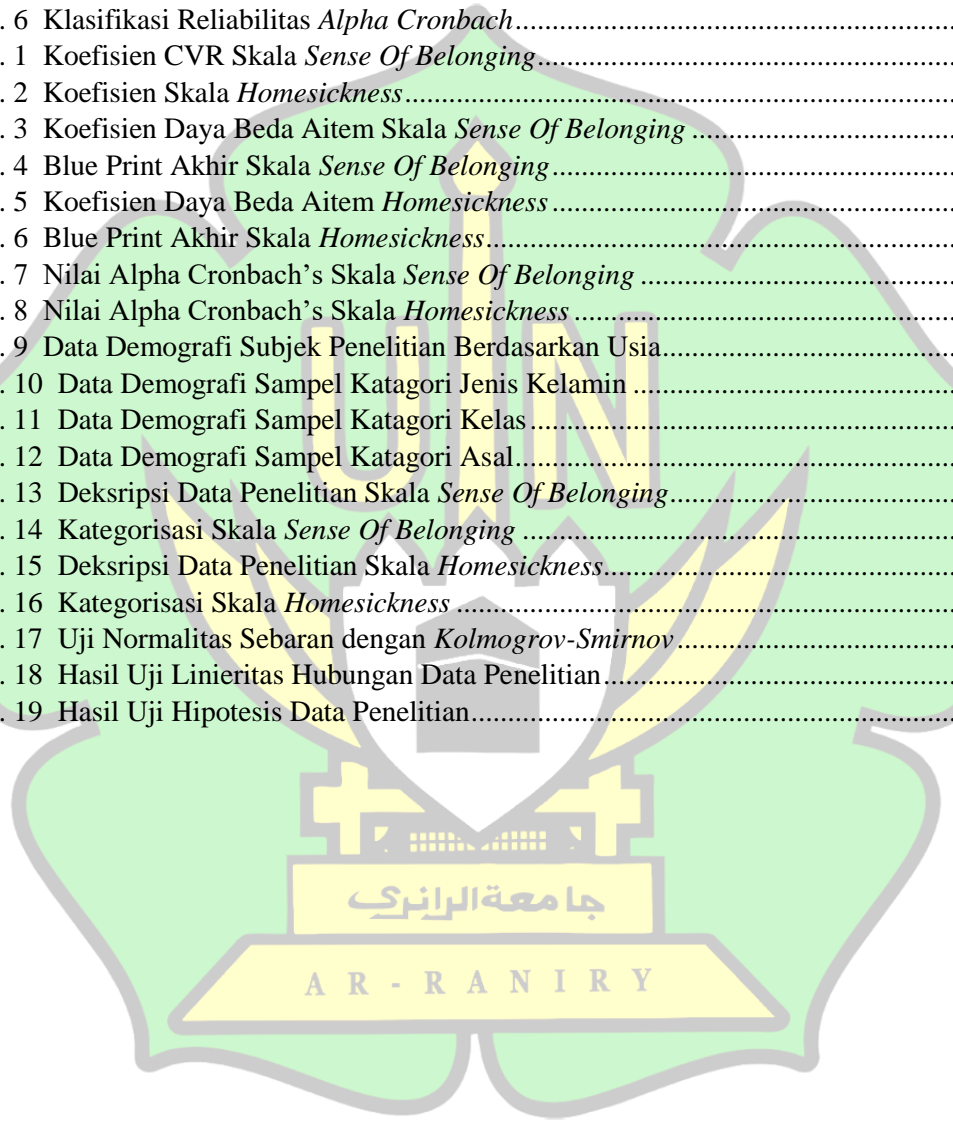 . 6 Klasifikasi Reliabilitas Alpha Cronbach
. 1 Koefisien CVR Skala Sense Of Belonging
. 2 Koefisien Skala Homesickness
. 3 Koefisien Daya Beda Aitem Skala Sense Of Belonging
. 4 Blue Print Akhir Skala Sense Of Belonging
. 5 Koefisien Daya Beda Aitem Homesickness
. 6 Blue Print Akhir Skala Homesickness
. 7 Nilai Alpha Cronbach’s Skala Sense Of Belonging
. 8 Nilai Alpha Cronbach’s Skala Homesickness
. 9 Data Demografi Subjek Penelitian Berdasarkan Usia
. 10 Data Demografi Sampel Katagori Jenis Kelamin
. 11 Data Demografi Sampel Katagori Kelas
. 12 Data Demografi Sampel Katagori Asal
. 13 Deksripsi Data Penelitian Skala Sense Of Belonging
. 14 Kategorisasi Skala Sense Of Belonging
. 15 Deksripsi Data Penelitian Skala Homesickness
. 16 Kategorisasi Skala Homesickness
. 17 Uji Normalitas Sebaran dengan Kolmogrov-Smirnov
. 18 Hasil Uji Linieritas Hubungan Data Penelitian
. 19 Hasil Uji Hipotesis Data Penelitian
UIN
جامعة الرانري
AR-RANIRY